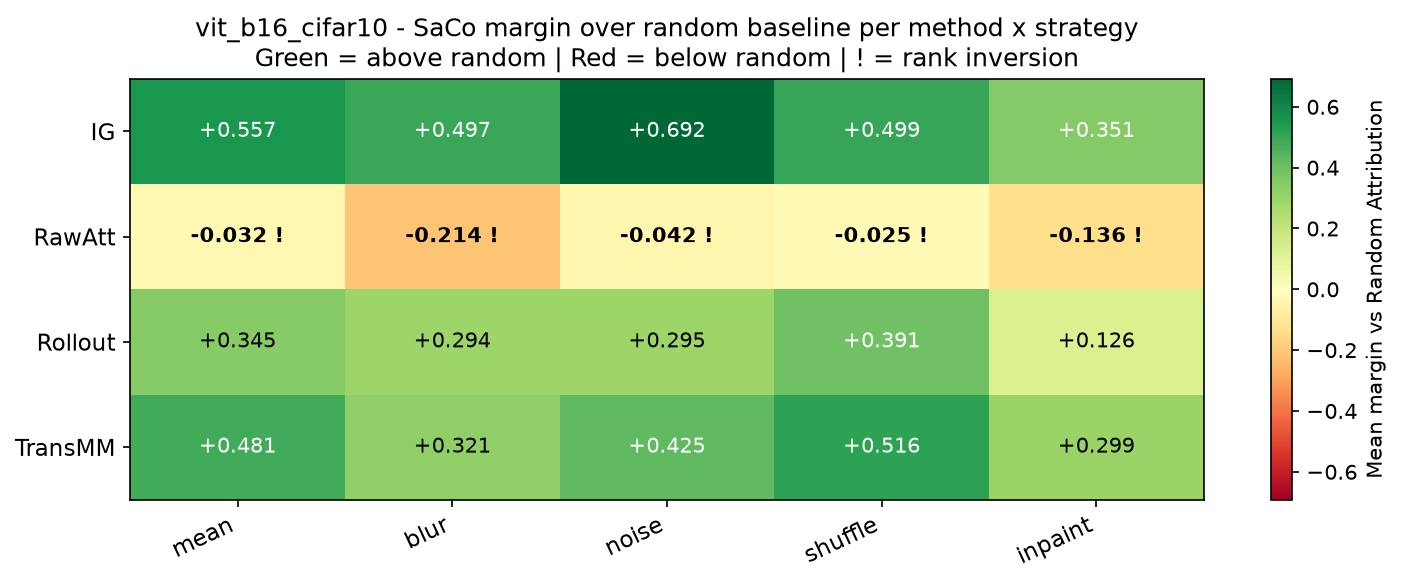 vit_b16_cifar10 - SaCo margin over random baseline per method x strategy
Green = above random | Red = below random | ! = rank inversion
IG +0.557 +0.497 +0.692 +0.499 +0.351
RawAtt -0.032 ! -0.214 ! -0.042 ! -0.025 ! -0.136 !
Rollout +0.345 +0.294 +0.295 +0.391 +0.126
TransMM +0.481 +0.321 +0.425 +0.516 +0.299
mean blur noise shuffle inpaint
0.6
0.4
0.2
0.0
−0.2
−0.4
−0.6
Mean margin vs Random Attribution